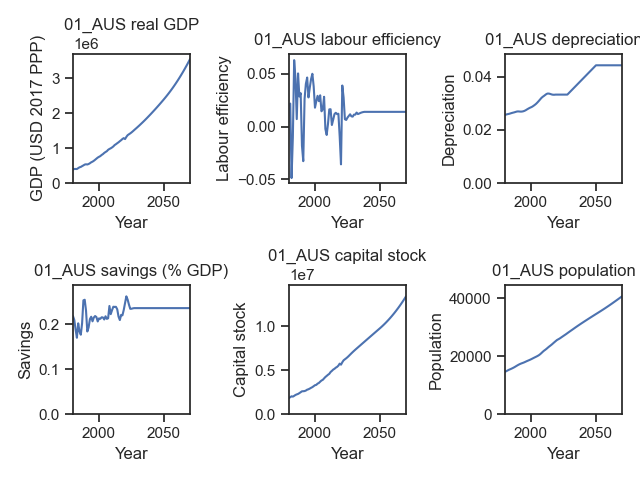 01_AUS real GDP
1e6
GDP (USD 2017 PPP)
3
2
1
0
2000
2050
Year
01_AUS labour efficiency
Labour efficiency
0.05
0.00
−0.05
2000
2050
Year
01_AUS depreciation
Depreciation
0.04
0.02
0.00
2000
2050
Year
01_AUS savings (% GDP)
Savings
0.2
0.1
0.0
2000
2050
Year
01_AUS capital stock
1e7
Capital stock
1.0
0.5
0.0
2000
2050
Year
01_AUS population
Population
40000
20000
0
2000
2050
Year